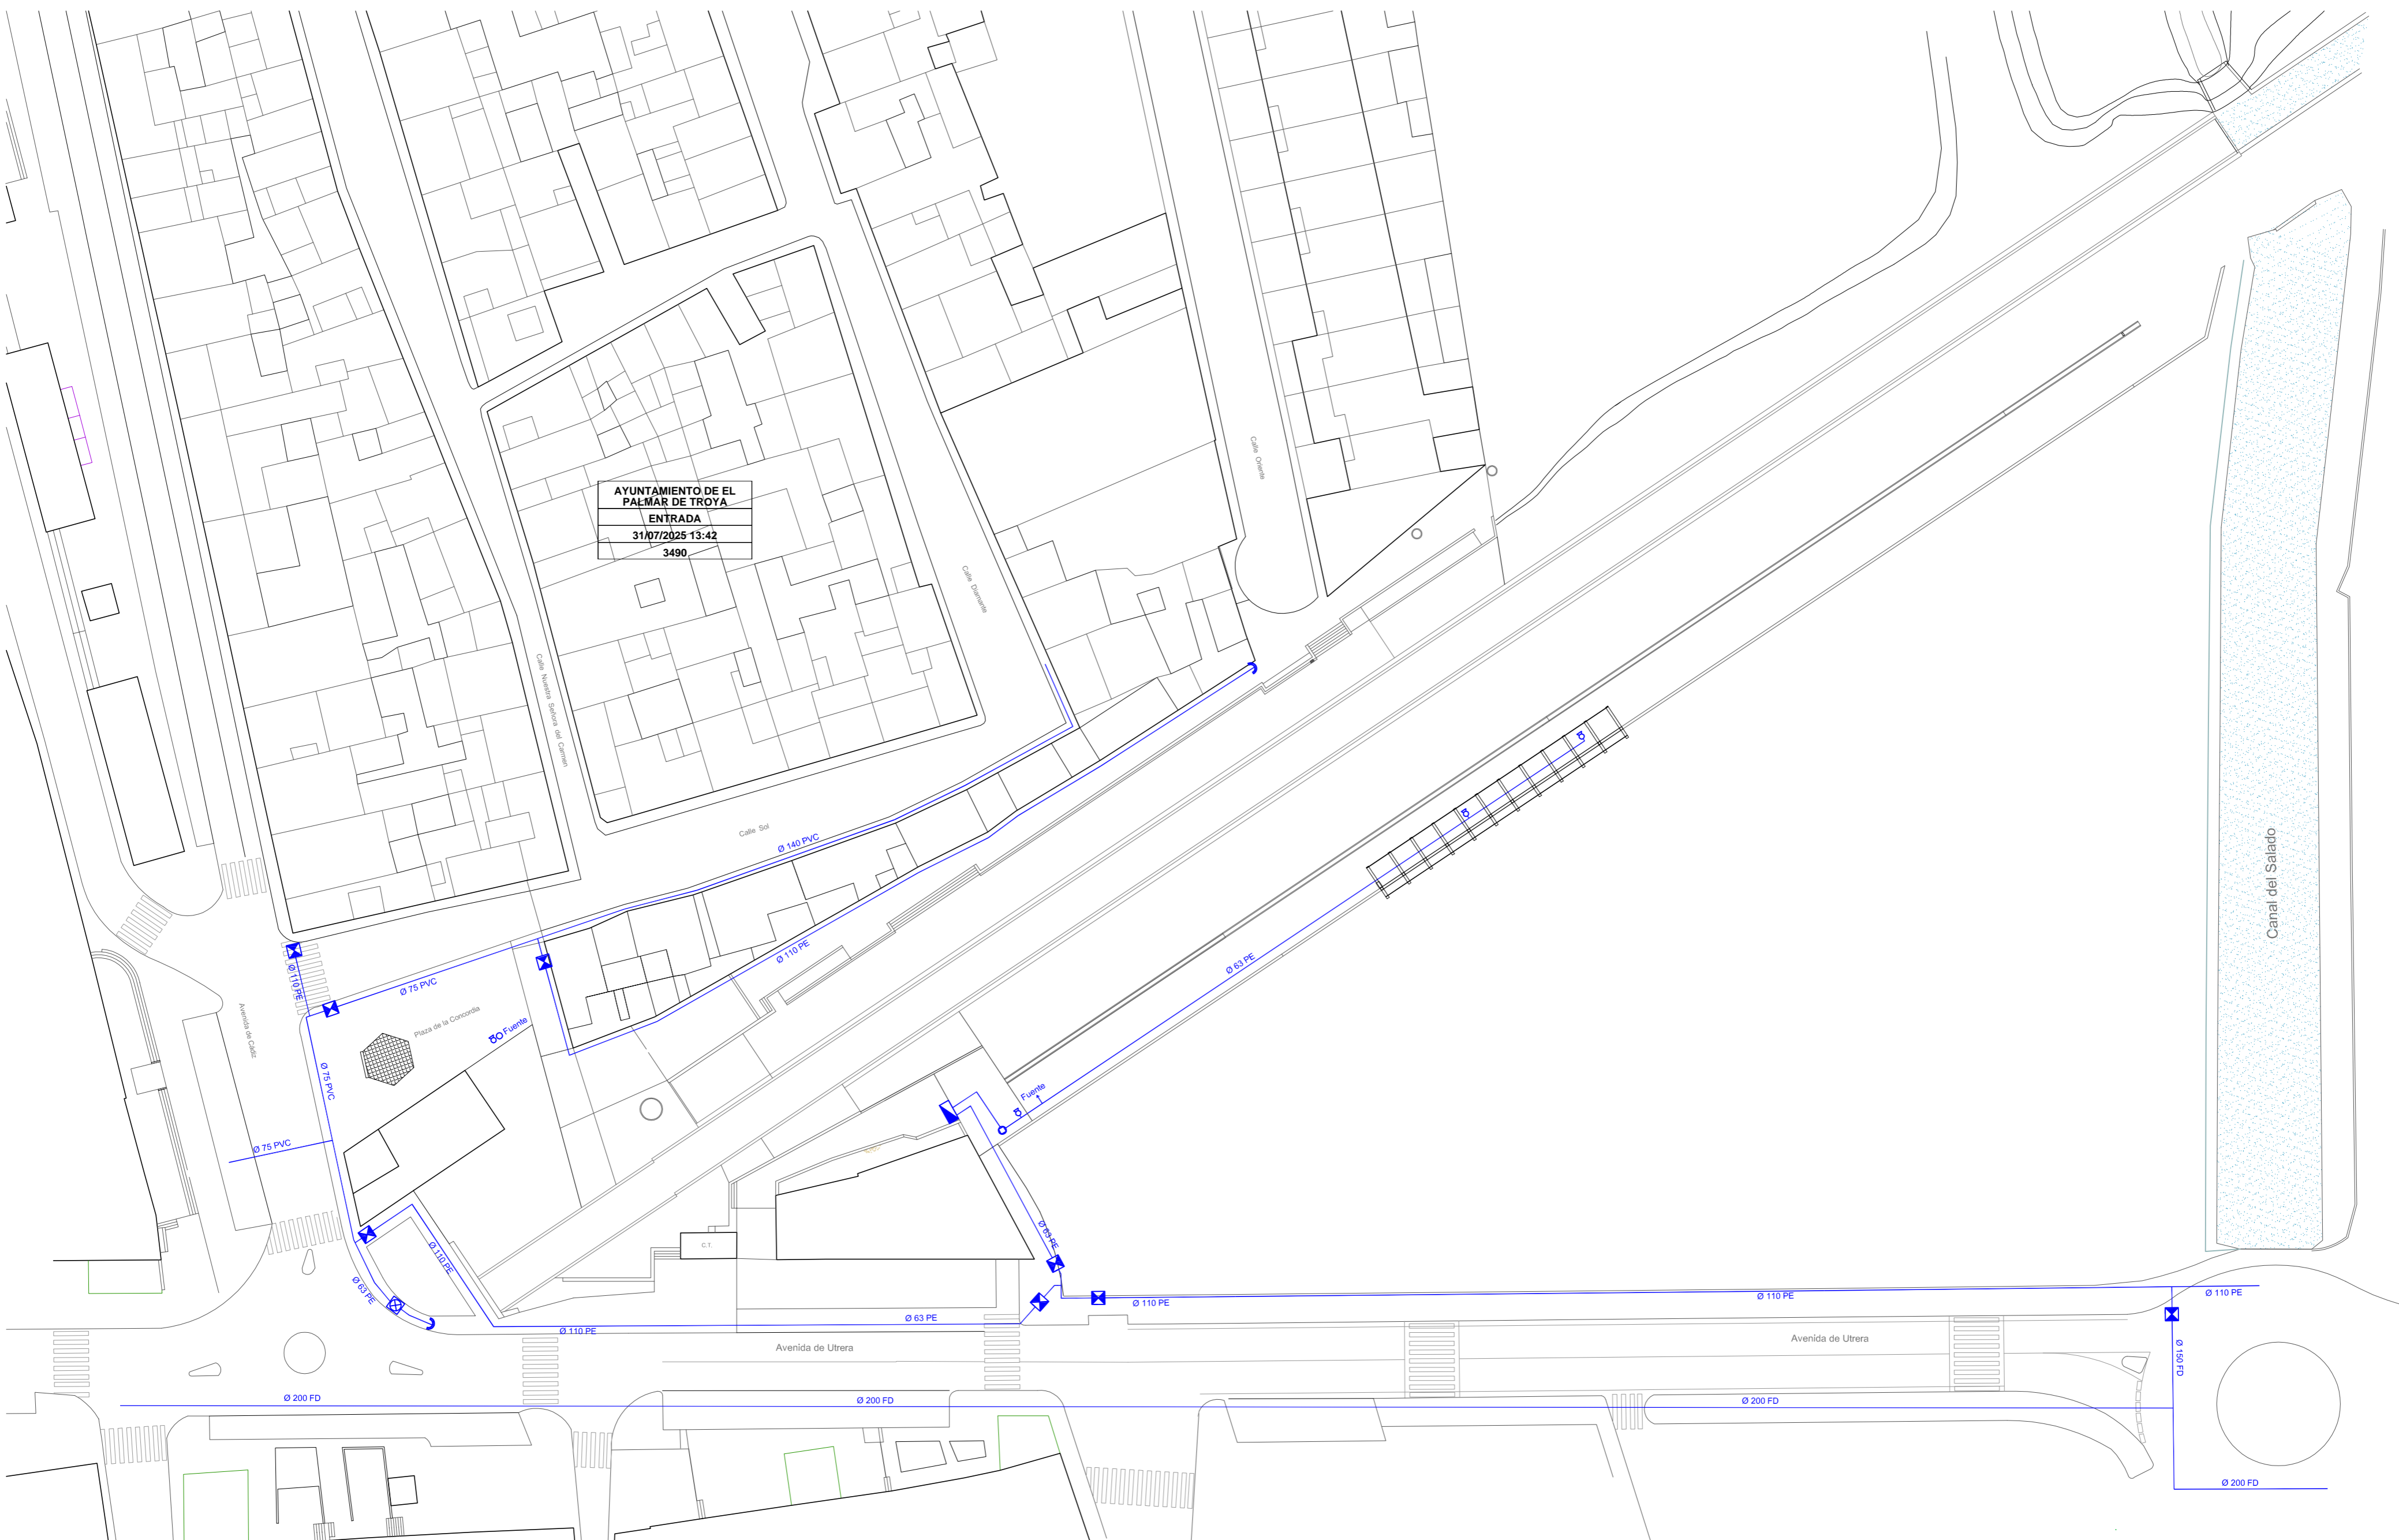 Calle Oriente
AYUNTAMIENTO DE EL
PALMAR DE TROYA
ENTRADA
31/07/2025 13:42
3490
Calle Diamante
Calle Nuestra Señora del Carmen
Calle Sol
Ø 140 PVC
Canal del Salado
Ø 110 PE
Ø 63 PE
Ø 110 PE
Ø 75 PVC
Plaza de la Concordia
Fuente
Avenida de Cádiz
Ø 75 PVC
Fuente
Ø 75 PVC
C.T.
Ø 63 PE
Ø 110 PE
Ø 63 PE
Ø 110 PE
Ø 63 PE
Ø 110 PE
Ø 110 PE
Ø 110 PE
Avenida de Utrera
Avenida de Utrera
Ø 150 FD
Ø 200 FD
Ø 200 FD
Ø 200 FD
Ø 200 FD